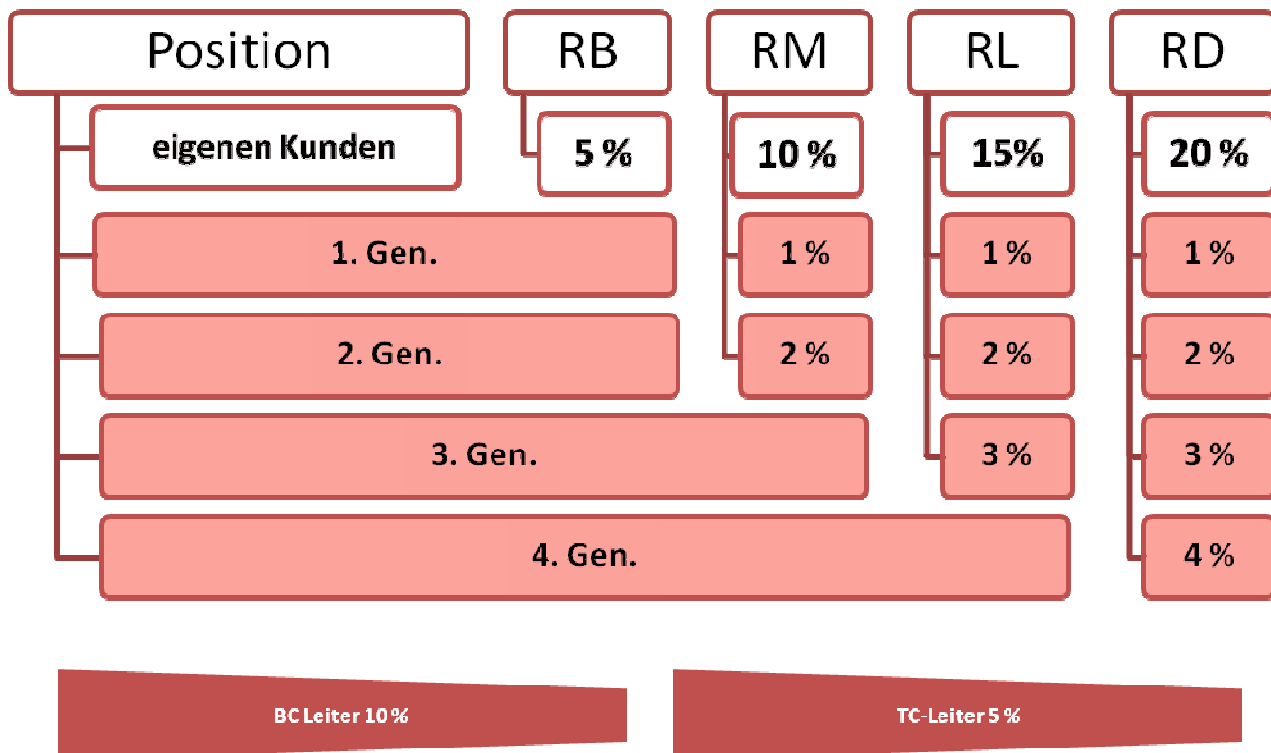 Position RB RM RL RD
eigenen Kunden 5 % 10 % 15% 20 %
1. Gen. 1 % 1 % 1 %
2. Gen. 2 % 2 % 2 %
3. Gen. 3 % 3 %
4. Gen. 4 %
BC Leiter 10 % TC-Leiter 5 %